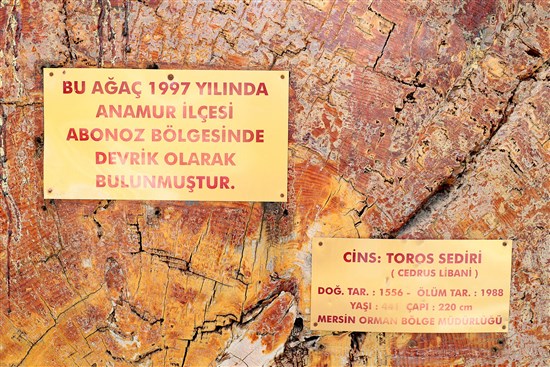 BU AĞAÇ 1997 YILINDA
ANAMUR İLÇESİ
ABONOZ BÖLGESİNDE
DEVRİK OLARAK
BULUNMUŞTUR.
CİNS: TOROS SEDİRİ
( CEDRUS LİBANİ )
DOĞ. TAR. : 1556 - ÖLÜM TAR. : 1988
YAŞI : 441 ÇAPI : 220 cm
MERSİN ORMAN BÖLGE MÜDÜRLÜĞÜ